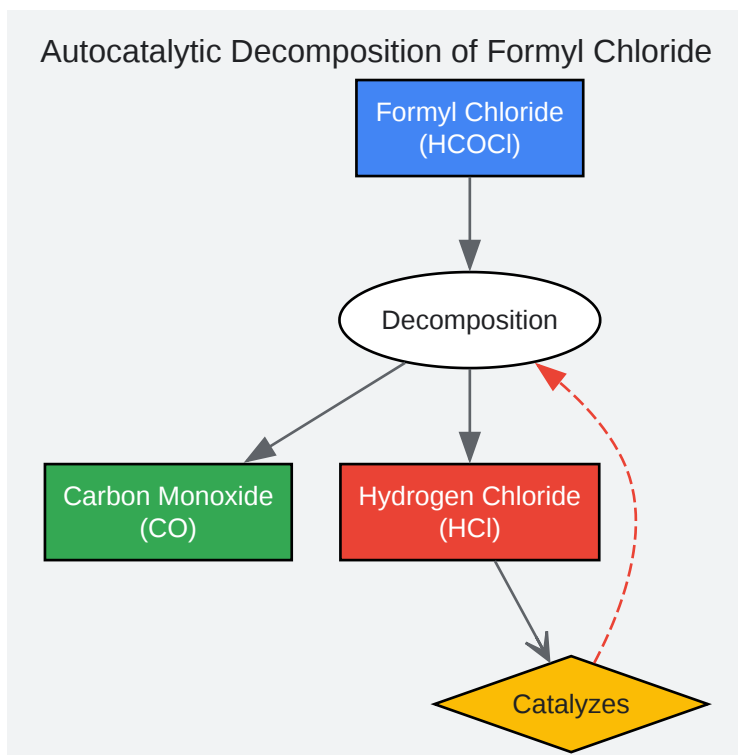 Autocatalytic Decomposition of Formyl Chloride
Formyl Chloride
(HCOCl)
Decomposition
Carbon Monoxide
(CO)
Hydrogen Chloride
(HCl)
Catalyzes